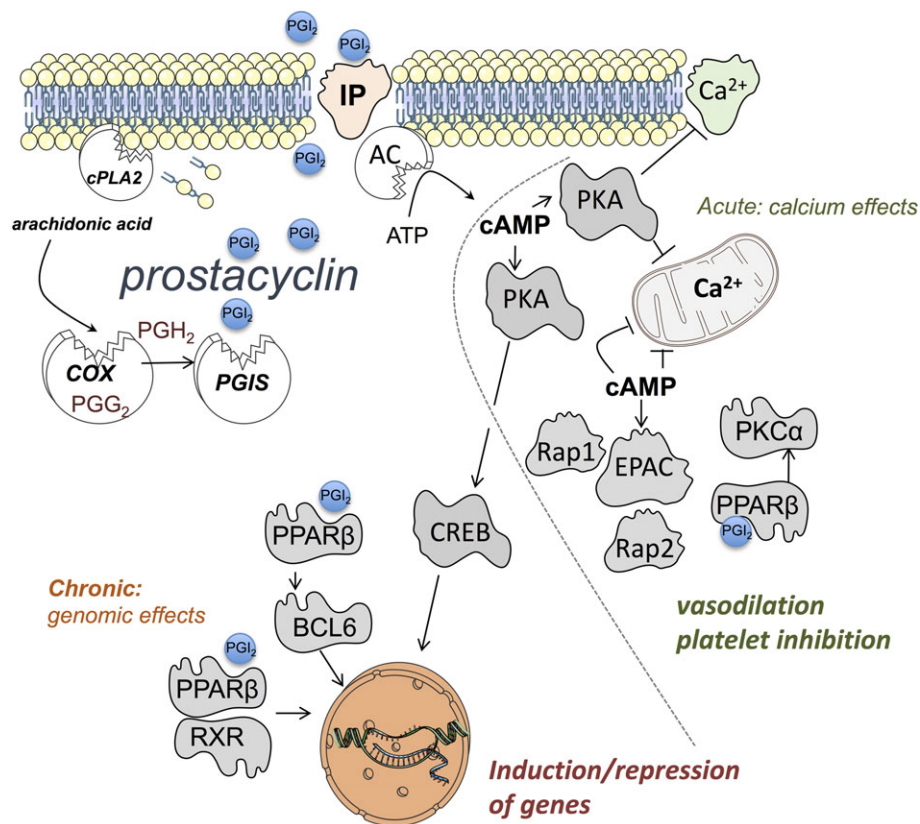 PGI₂
PGI₂
IP
Ca²⁺
cPLA2
PGI₂
AC
PKA
ATP
cAMP
Acute: calcium effects
arachidonic acid
PGI₂
PGI₂
prostacyclin
PKA
Ca²⁺
PGI₂
PGH₂
COX
PGG₂
PGIS
cAMP
Rap1
EPAC
PKCα
PPARβ
PGI₂
Rap2
PGI₂
PPARβ
CREB
Chronic:
genomic effects
BCL6
vasodilation
platelet inhibition
PGI₂
PPARβ
RXR
Induction/repression
of genes